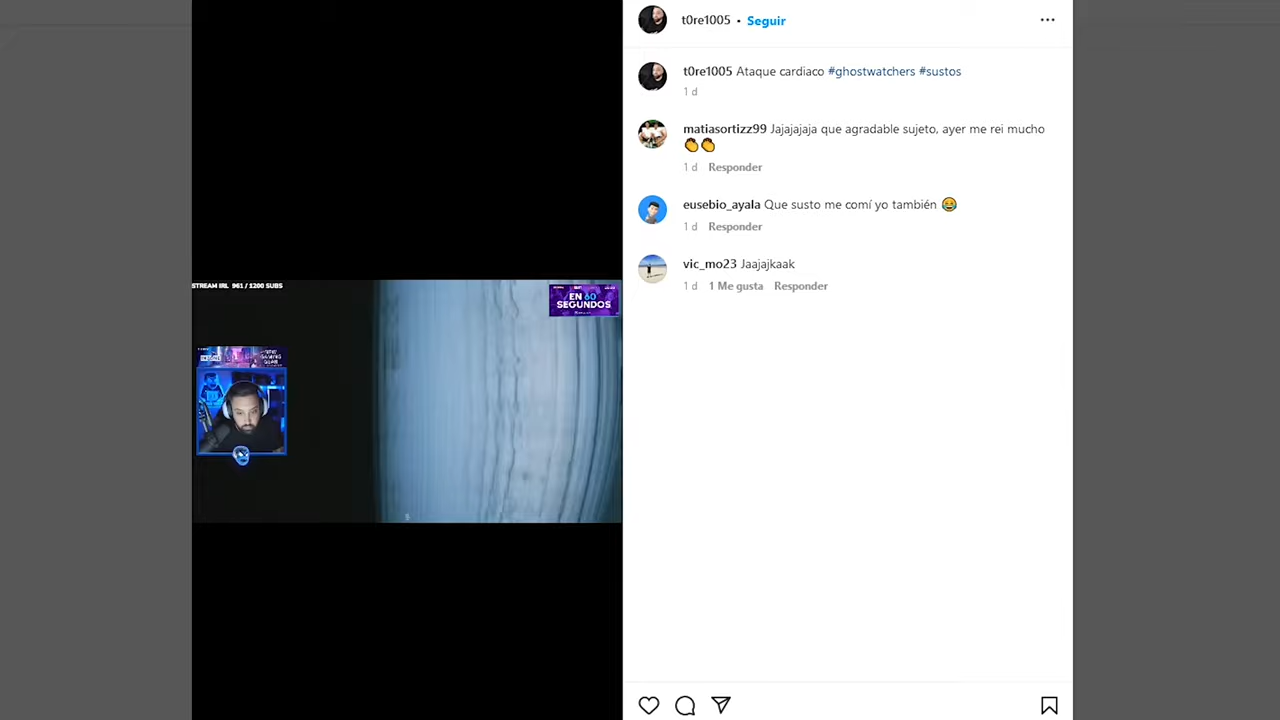 t0re1005 • Seguir
t0re1005 Ataque cardiaco #ghostwatchers #sustos
1 d
matiasortizz99 Jajajajaja que agradable sujeto, ayer me rei mucho
👏👏
1 d Responder
eusebio_ayala Que susto me comí yo también 😂
1 d Responder
vic_mo23 Jaajajkaak
1 d 1 Me gusta Responder
STREAM IRL 961 / 1200 SUBS
EN 60
SEGUNDOS